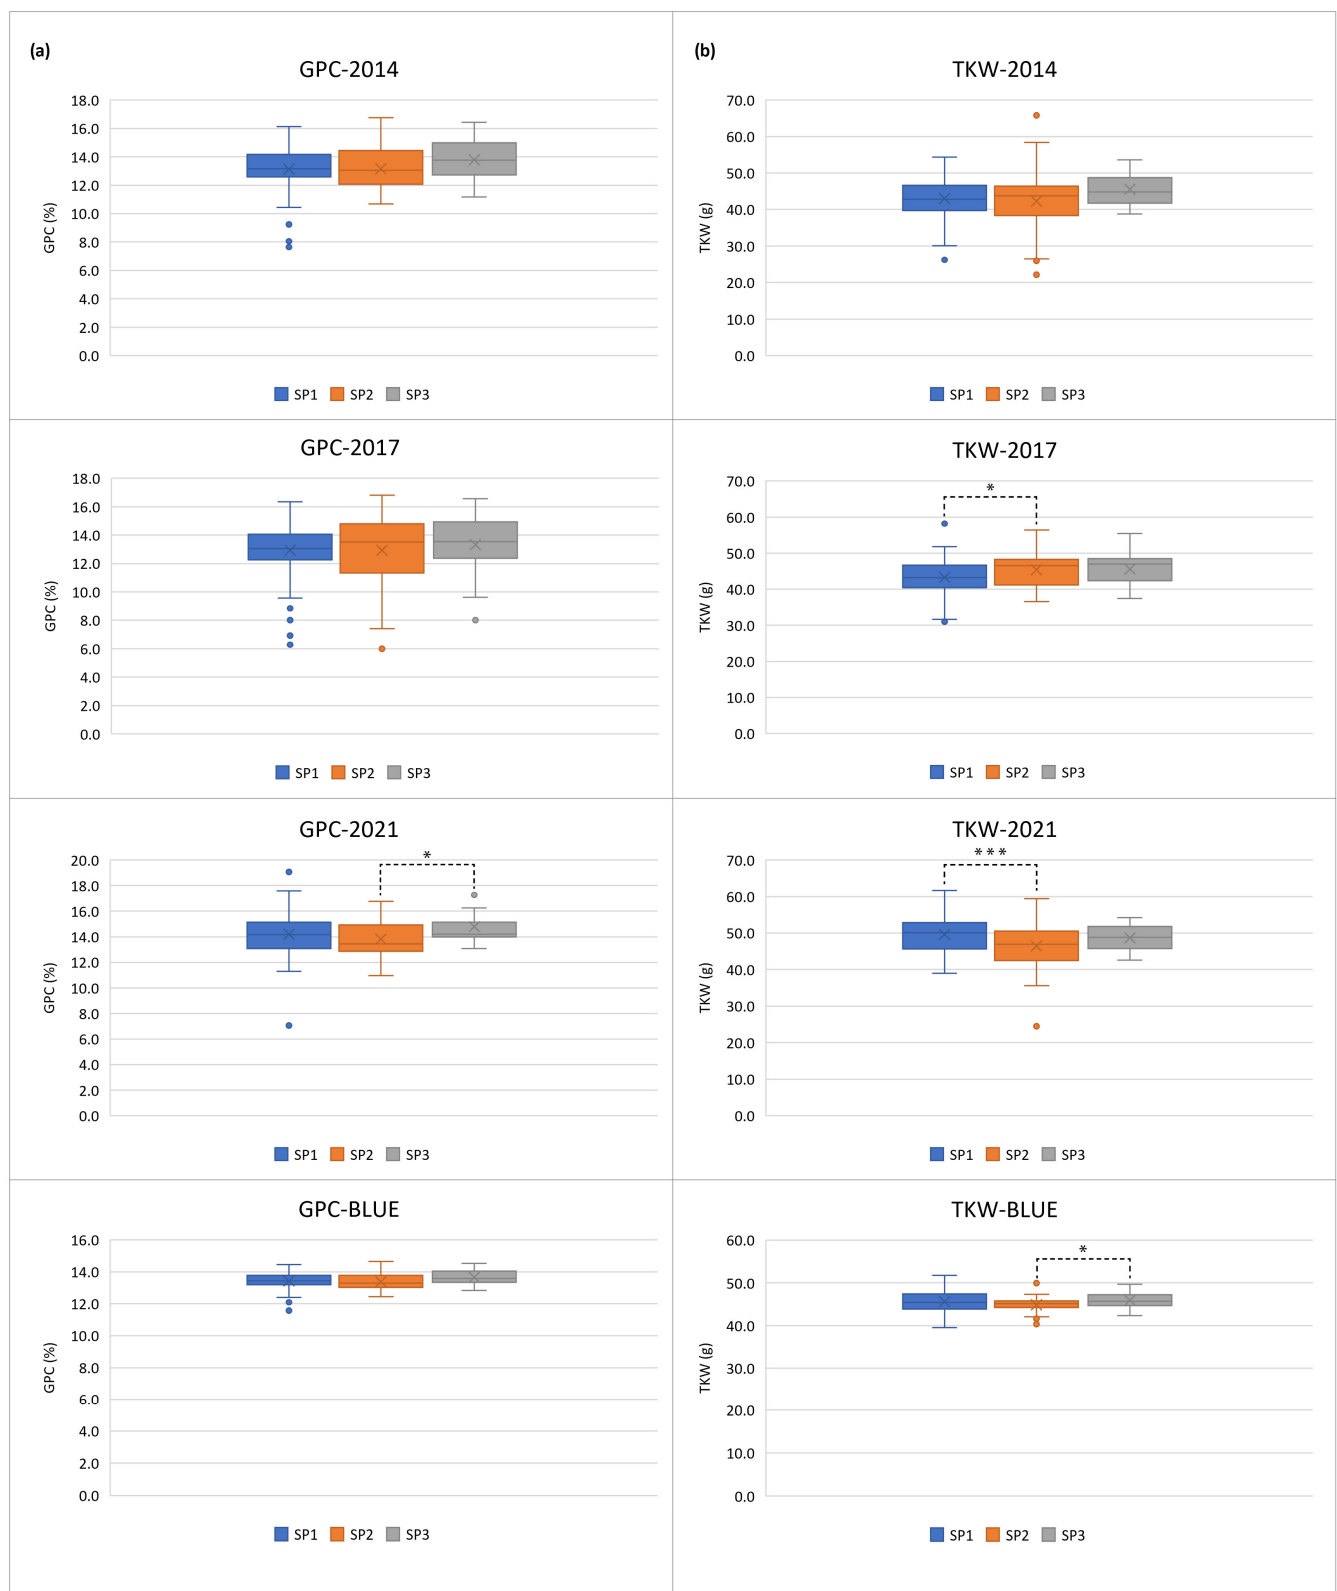 (a)
GPC-2014
18.0
16.0
14.0
12.0
10.0
8.0
6.0
4.0
2.0
0.0
GPC (%)
SP1 SP2 SP3
(b)
TKW-2014
70.0
60.0
50.0
40.0
30.0
20.0
10.0
0.0
TKW (g)
SP1 SP2 SP3
GPC-2017
18.0
16.0
14.0
12.0
10.0
8.0
6.0
4.0
2.0
0.0
GPC (%)
SP1 SP2 SP3
TKW-2017
70.0
*
60.0
50.0
40.0
30.0
20.0
10.0
0.0
TKW (g)
SP1 SP2 SP3
GPC-2021
20.0
*
18.0
16.0
14.0
12.0
10.0
8.0
6.0
4.0
2.0
0.0
GPC (%)
SP1 SP2 SP3
TKW-2021
***
70.0
60.0
50.0
40.0
30.0
20.0
10.0
0.0
TKW (g)
SP1 SP2 SP3
GPC-BLUE
16.0
14.0
12.0
10.0
8.0
6.0
4.0
2.0
0.0
GPC (%)
SP1 SP2 SP3
TKW-BLUE
60.0
*
50.0
40.0
30.0
20.0
10.0
0.0
TKW (g)
SP1 SP2 SP3